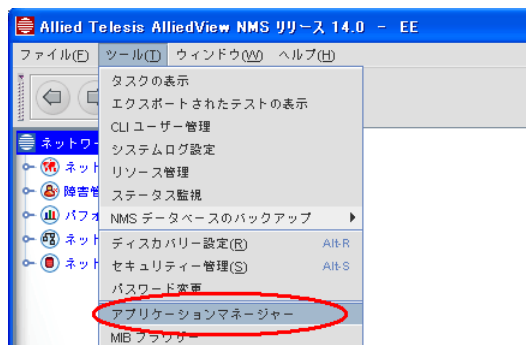 Allied Telesis AlliedView NMS リリース 14.0 - EE
ファイル(F) ツール(T) ウィンドウ(W) ヘルプ(H)
タスクの表示
エクスポートされたテストの表示
CLI ユーザー管理
システムログ設定
リソース管理
ステータス監視
NMS データベースのバックアップ
ディスカバリー設定(R) Alt-R
セキュリティー管理(S) Alt-S
パスワード変更
アプリケーションマネージャー
MIB ブラウザー
ネットワ
ネット
障害管
パフォ
ネット
ネット